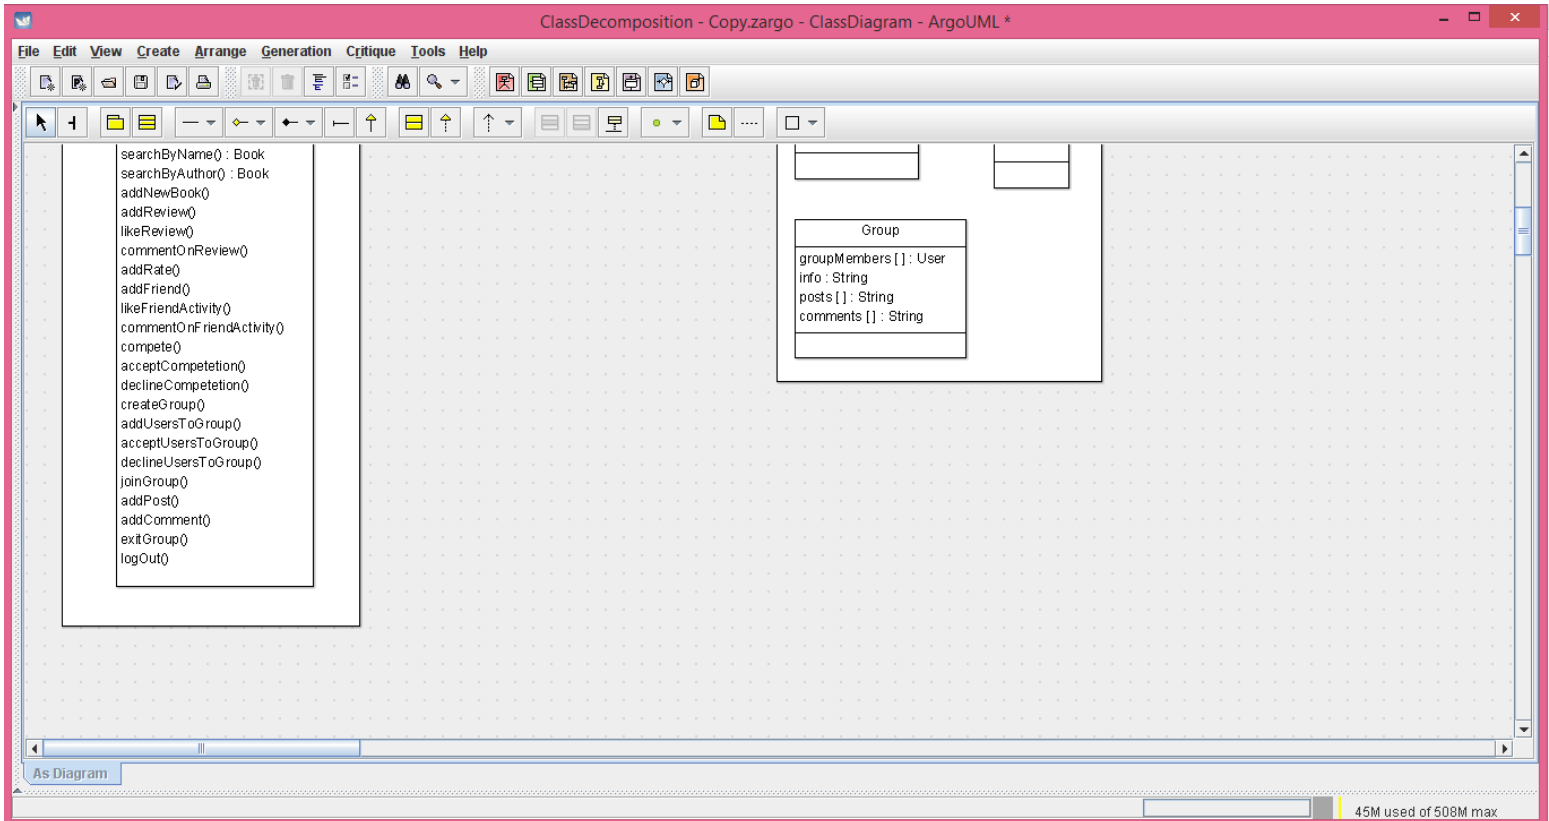 ClassDecomposition - Copy.zargo - ClassDiagram - ArgoUML *
File Edit View Create Arrange Generation Critique Tools Help
searchByName() : Book
searchByAuthor() : Book
addNewBook()
addReview()
likeReview()
commentOnReview()
addRate()
addFriend()
likeFriendActivity()
commentOnFriendActivity()
compete()
acceptCompetetion()
declineCompetetion()
createGroup()
addUsersToGroup()
acceptUsersToGroup()
declineUsersToGroup()
joinGroup()
addPost()
addComment()
exitGroup()
logOut()
Group
groupMembers [ ] : User
info : String
posts [ ] : String
comments [ ] : String
As Diagram
45M used of 508M max